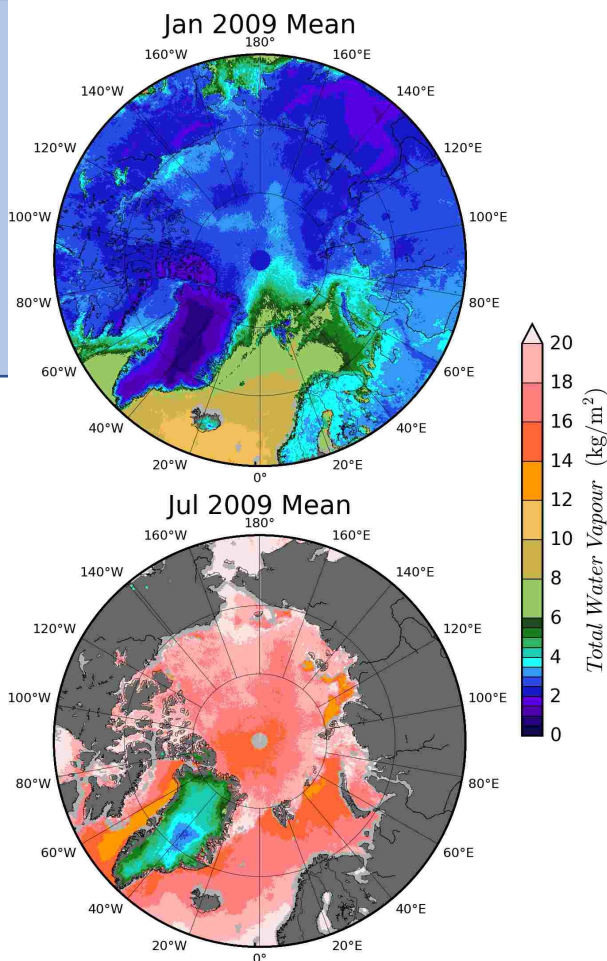 Jan 2009 Mean
180°
160°W 160°E
140°W 140°E
120°W 120°E
100°W 100°E
80°W 80°E
60°W 60°E
40°W 40°E
20°W 20°E
0°
Jul 2009 Mean
180°
160°W 160°E
140°W 140°E
120°W 120°E
100°W 100°E
80°W 80°E
60°W 60°E
40°W 40°E
20°W 20°E
0°
20
18
16
14
12
10
8
6
4
2
0
Total Water Vapour (kg/m²)